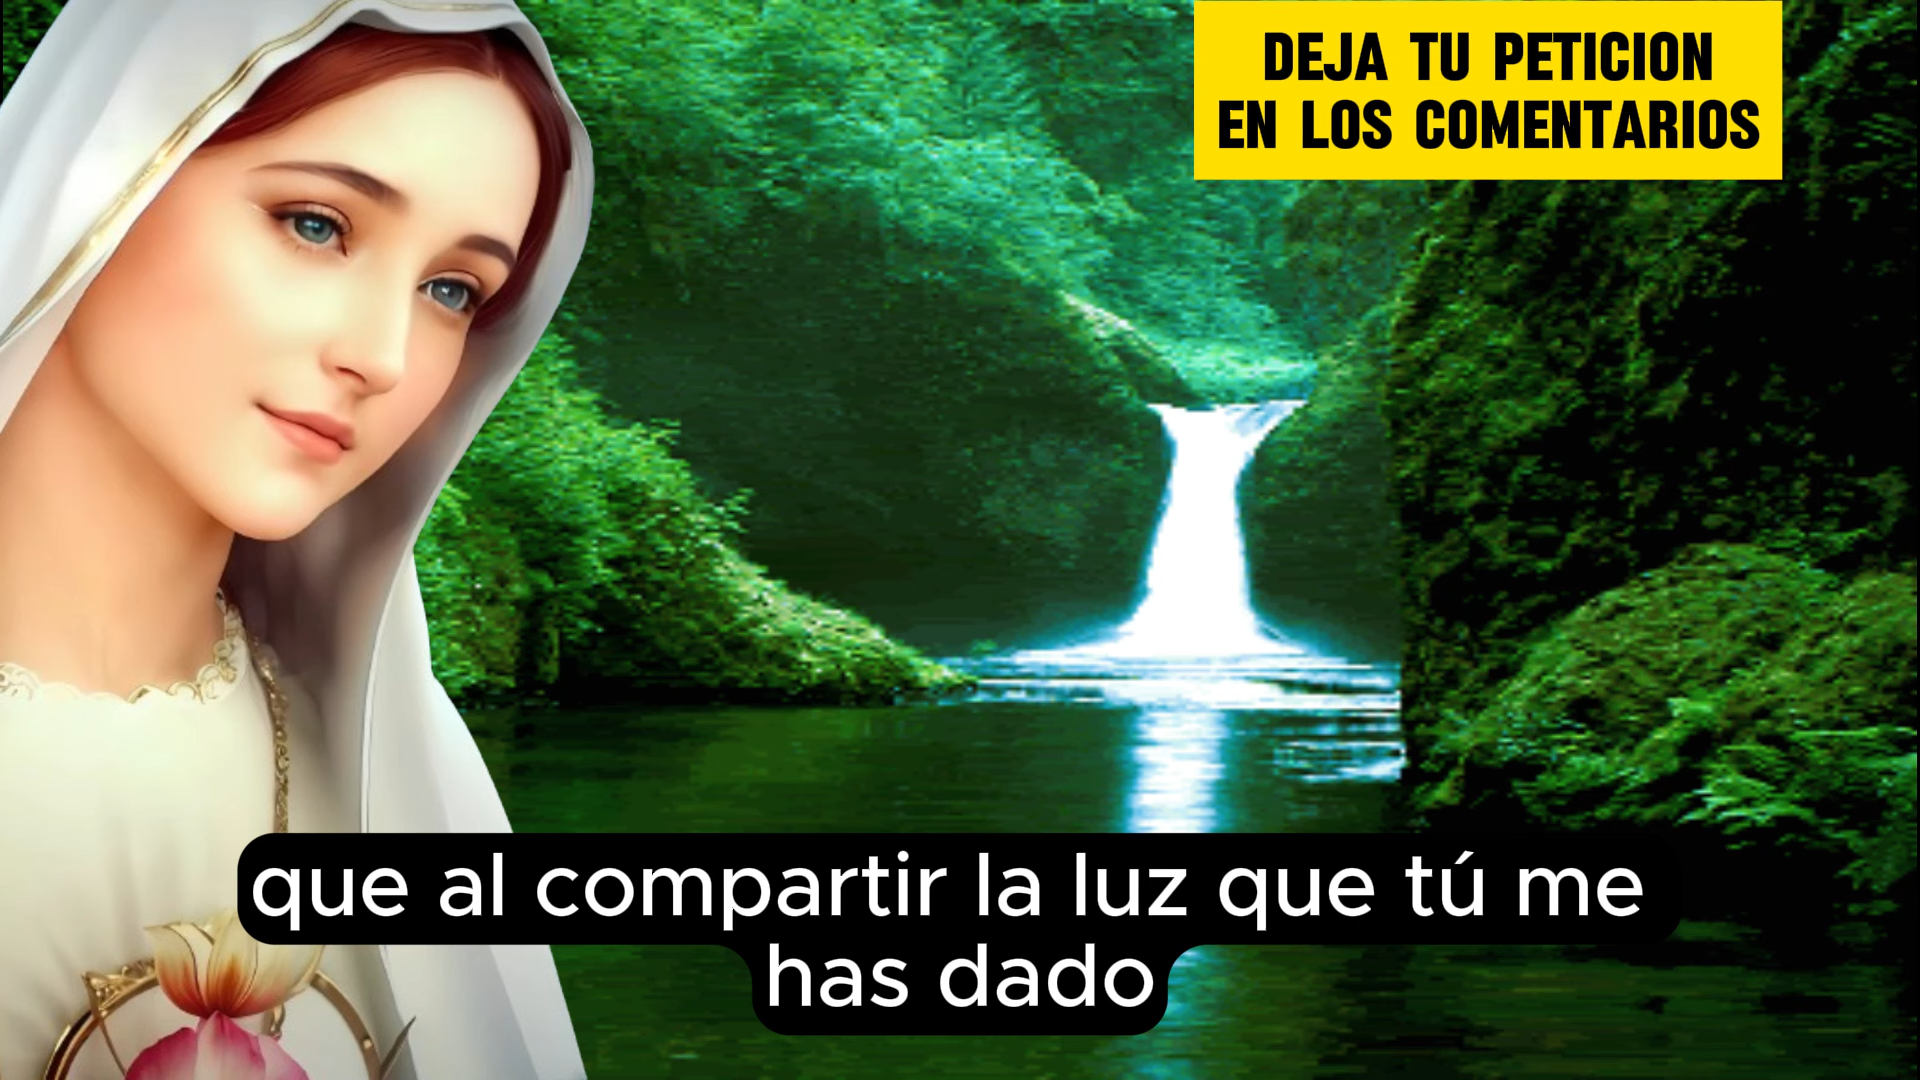 DEJA TU PETICION
EN LOS COMENTARIOS
que al compartir la luz que tú me
has dado